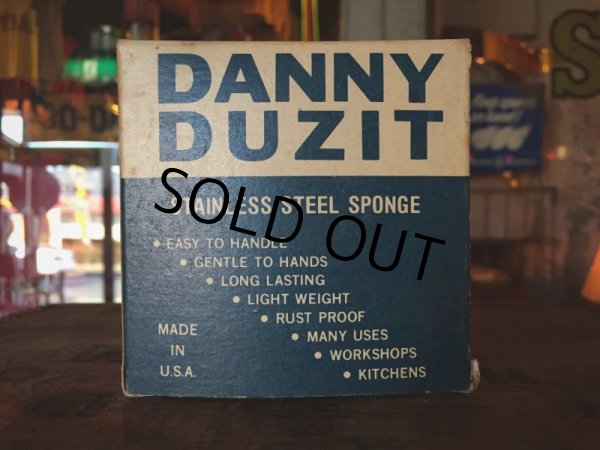 DANNY
DUZIT
STAINLESS STEEL SPONGE
SOLD OUT
• EASY TO HANDLE
• GENTLE TO HANDS
• LONG LASTING
• LIGHT WEIGHT
• RUST PROOF
• MANY USES
• WORKSHOPS
• KITCHENS
MADE
IN
U.S.A.